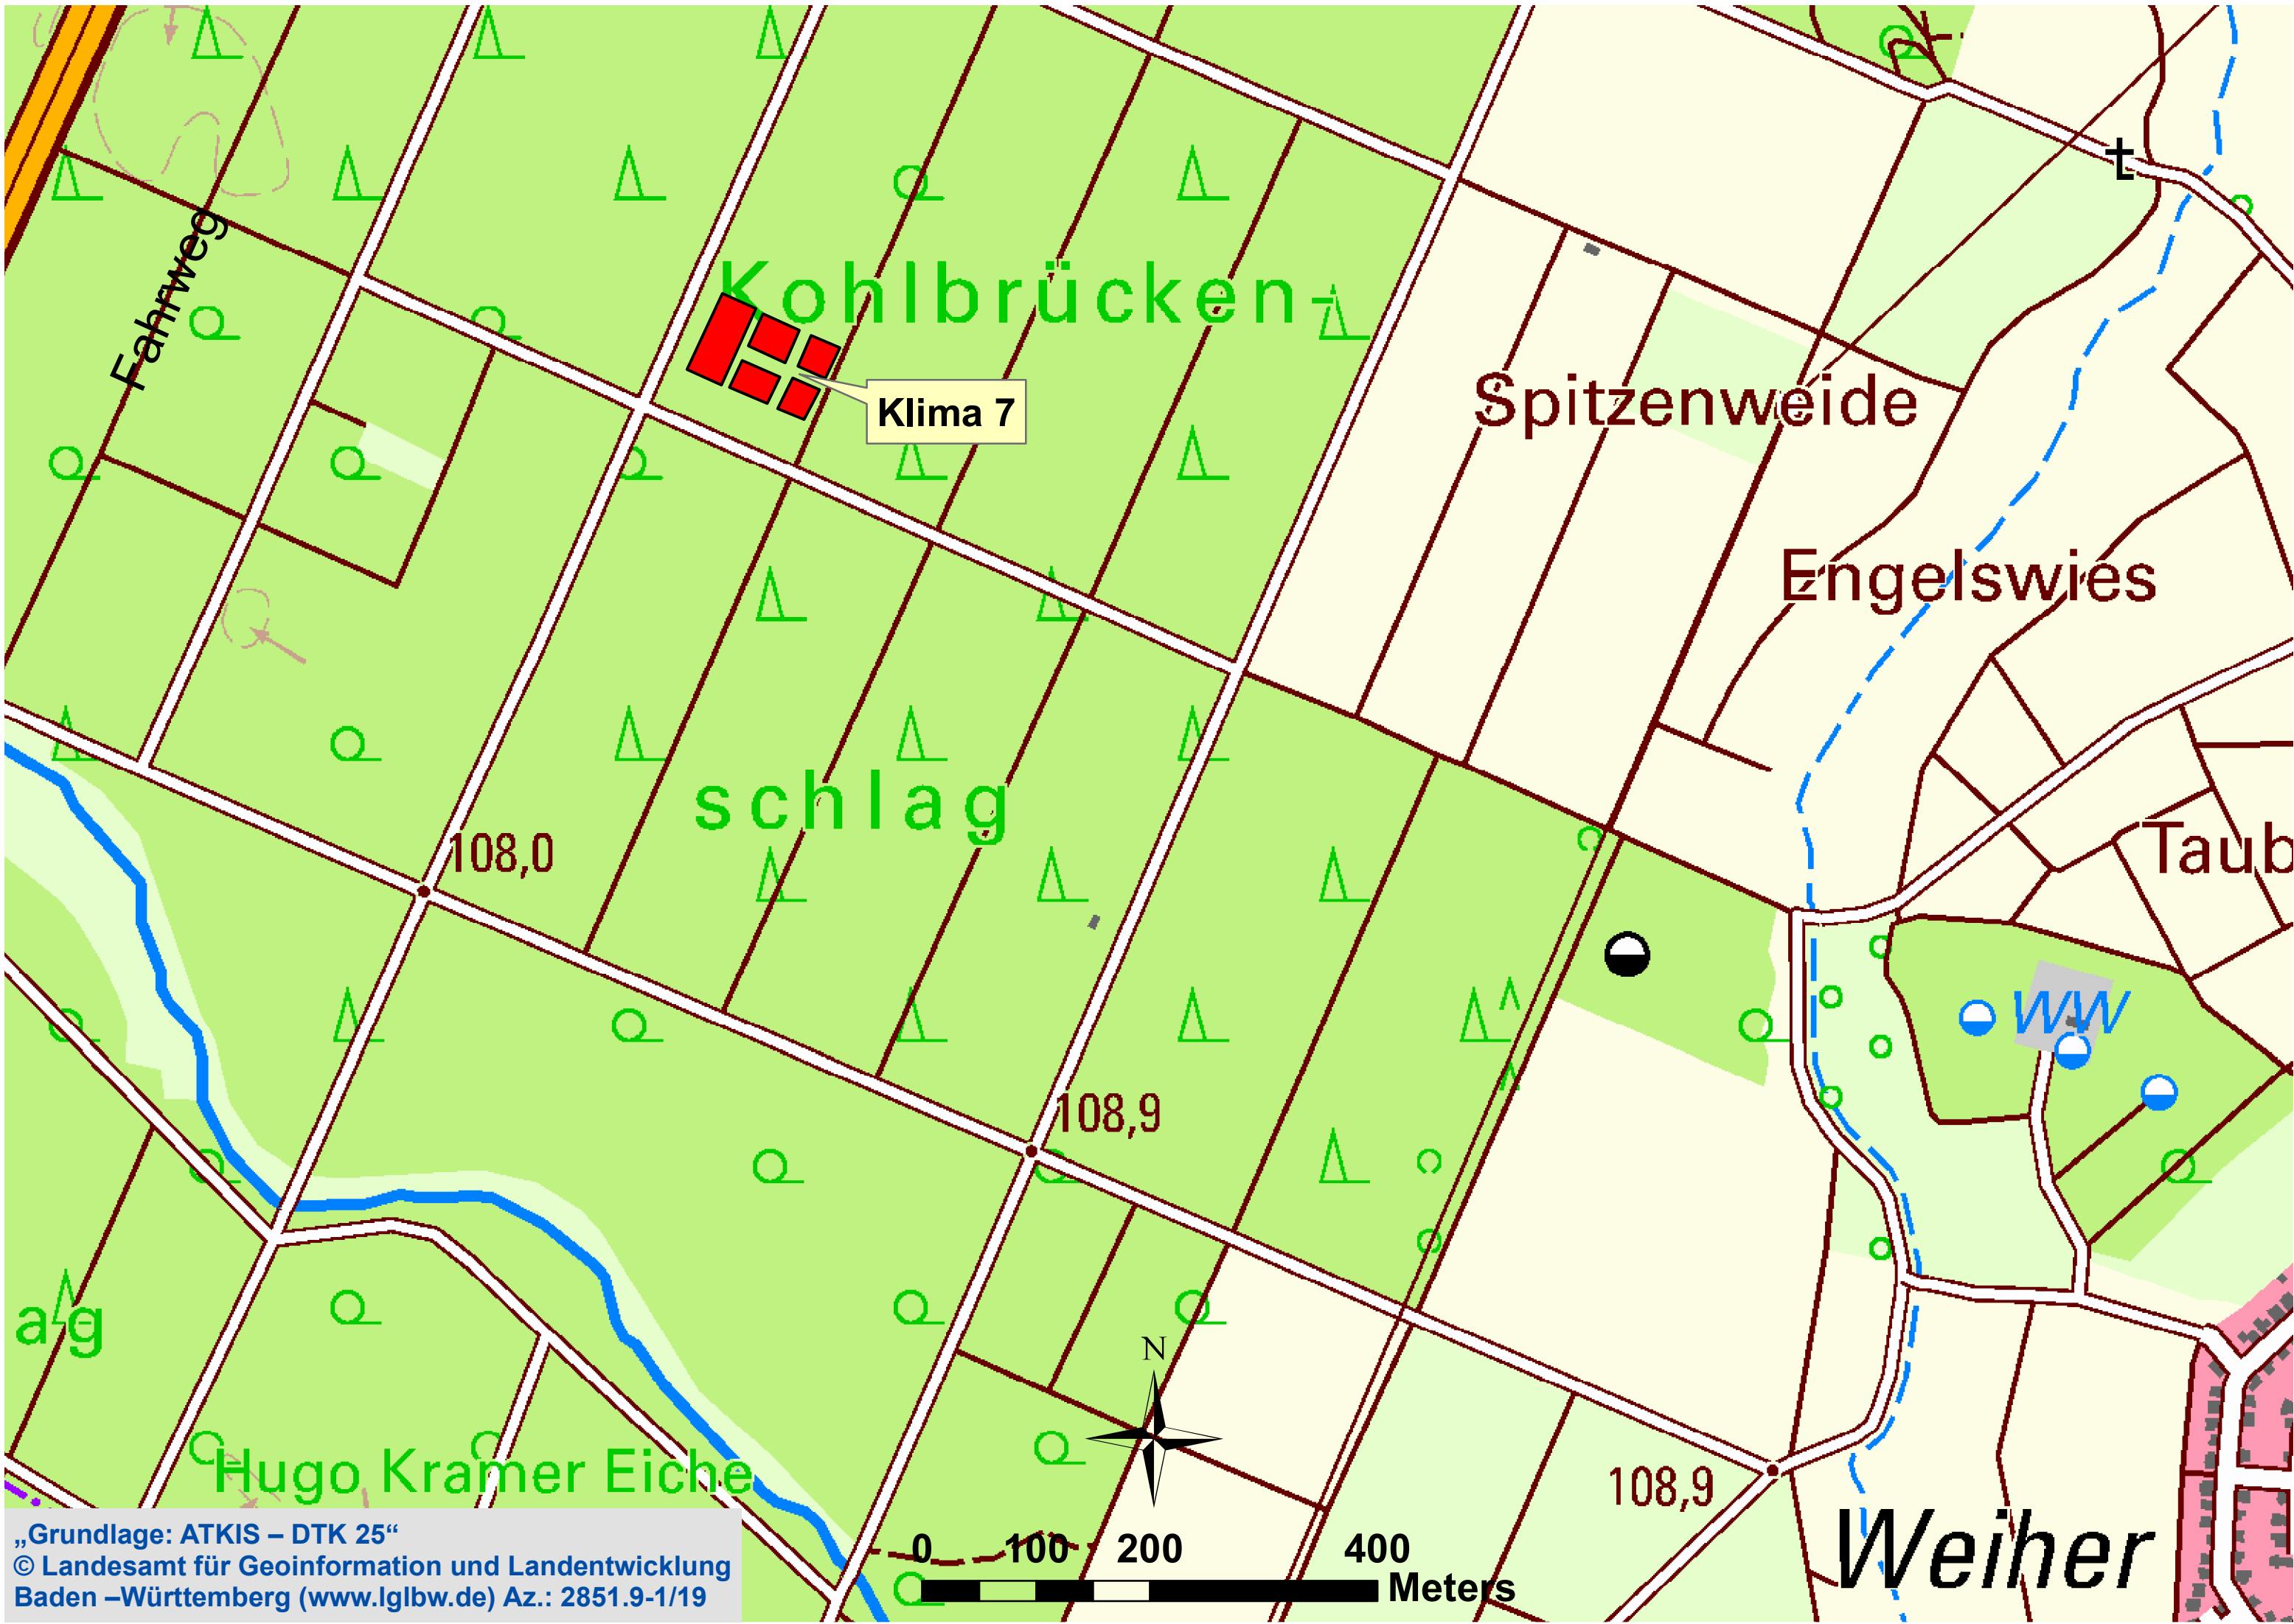 t
Fahrweg
Kohlbrücken-
Klima 7
Spitzenweide
Engelswies
schlag
108,0
Taub
WW
108,9
ag
N
Hugo Kramer Eiche
108,9
Weiher
„Grundlage: ATKIS – DTK 25“
© Landesamt für Geoinformation und Landentwicklung
Baden –Württemberg (www.lglbw.de) Az.: 2851.9-1/19
0 100 200 400
Meters